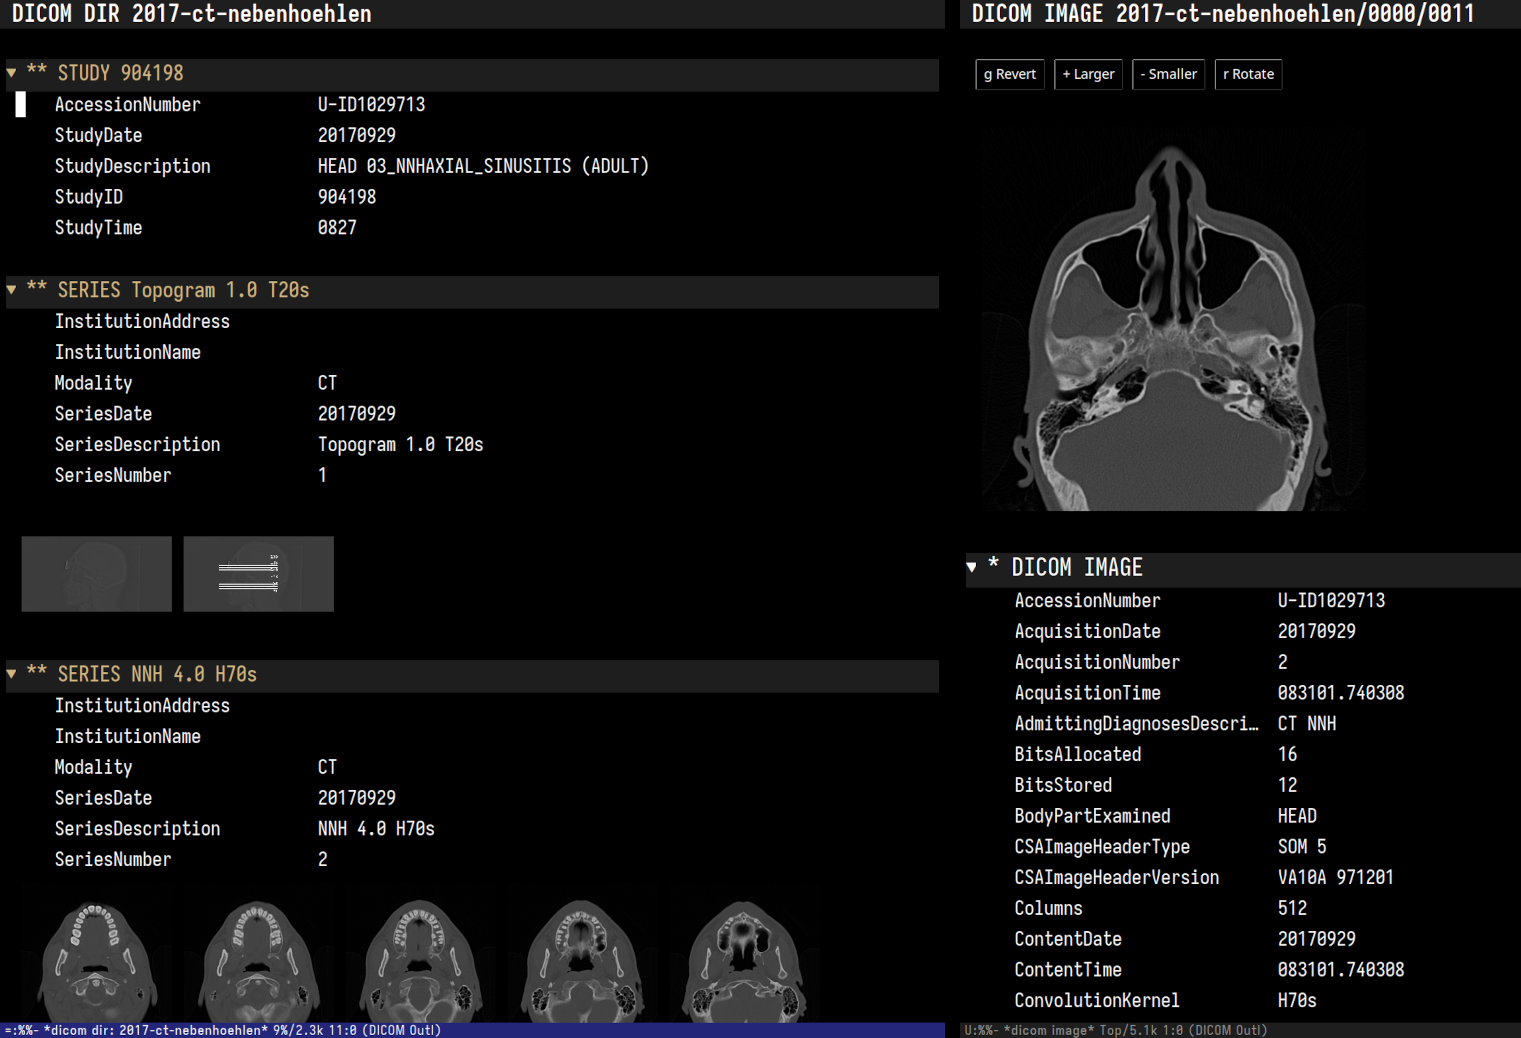 DICOM DIR 2017-ct-nebenhoehlen
▼ ** STUDY 904198
AccessionNumber U-ID1029713
StudyDate 20170929
StudyDescription HEAD 03_NNHAXIAL_SINUSITIS (ADULT)
StudyID 904198
StudyTime 0827
▼ ** SERIES Topogram 1.0 T20s
InstitutionAddress
InstitutionName
Modality CT
SeriesDate 20170929
SeriesDescription Topogram 1.0 T20s
SeriesNumber 1
▼ ** SERIES NNH 4.0 H70s
InstitutionAddress
InstitutionName
Modality CT
SeriesDate 20170929
SeriesDescription NNH 4.0 H70s
SeriesNumber 2
=:%%- *dicom dir: 2017-ct-nebenhoehlen* 9%/2.3k 11:0 (DICOM Outl)
DICOM IMAGE 2017-ct-nebenhoehlen/0000/0011
g Revert + Larger - Smaller r Rotate
▼ * DICOM IMAGE
AccessionNumber U-ID1029713
AcquisitionDate 20170929
AcquisitionNumber 2
AcquisitionTime 083101.740308
AdmittingDiagnosesDescri… CT NNH
BitsAllocated 16
BitsStored 12
BodyPartExamined HEAD
CSAImageHeaderType SOM 5
CSAImageHeaderVersion VA10A 971201
Columns 512
ContentDate 20170929
ContentTime 083101.740308
ConvolutionKernel H70s
U:%%- *dicom image* Top/5.1k 1:0 (DICOM Outl)